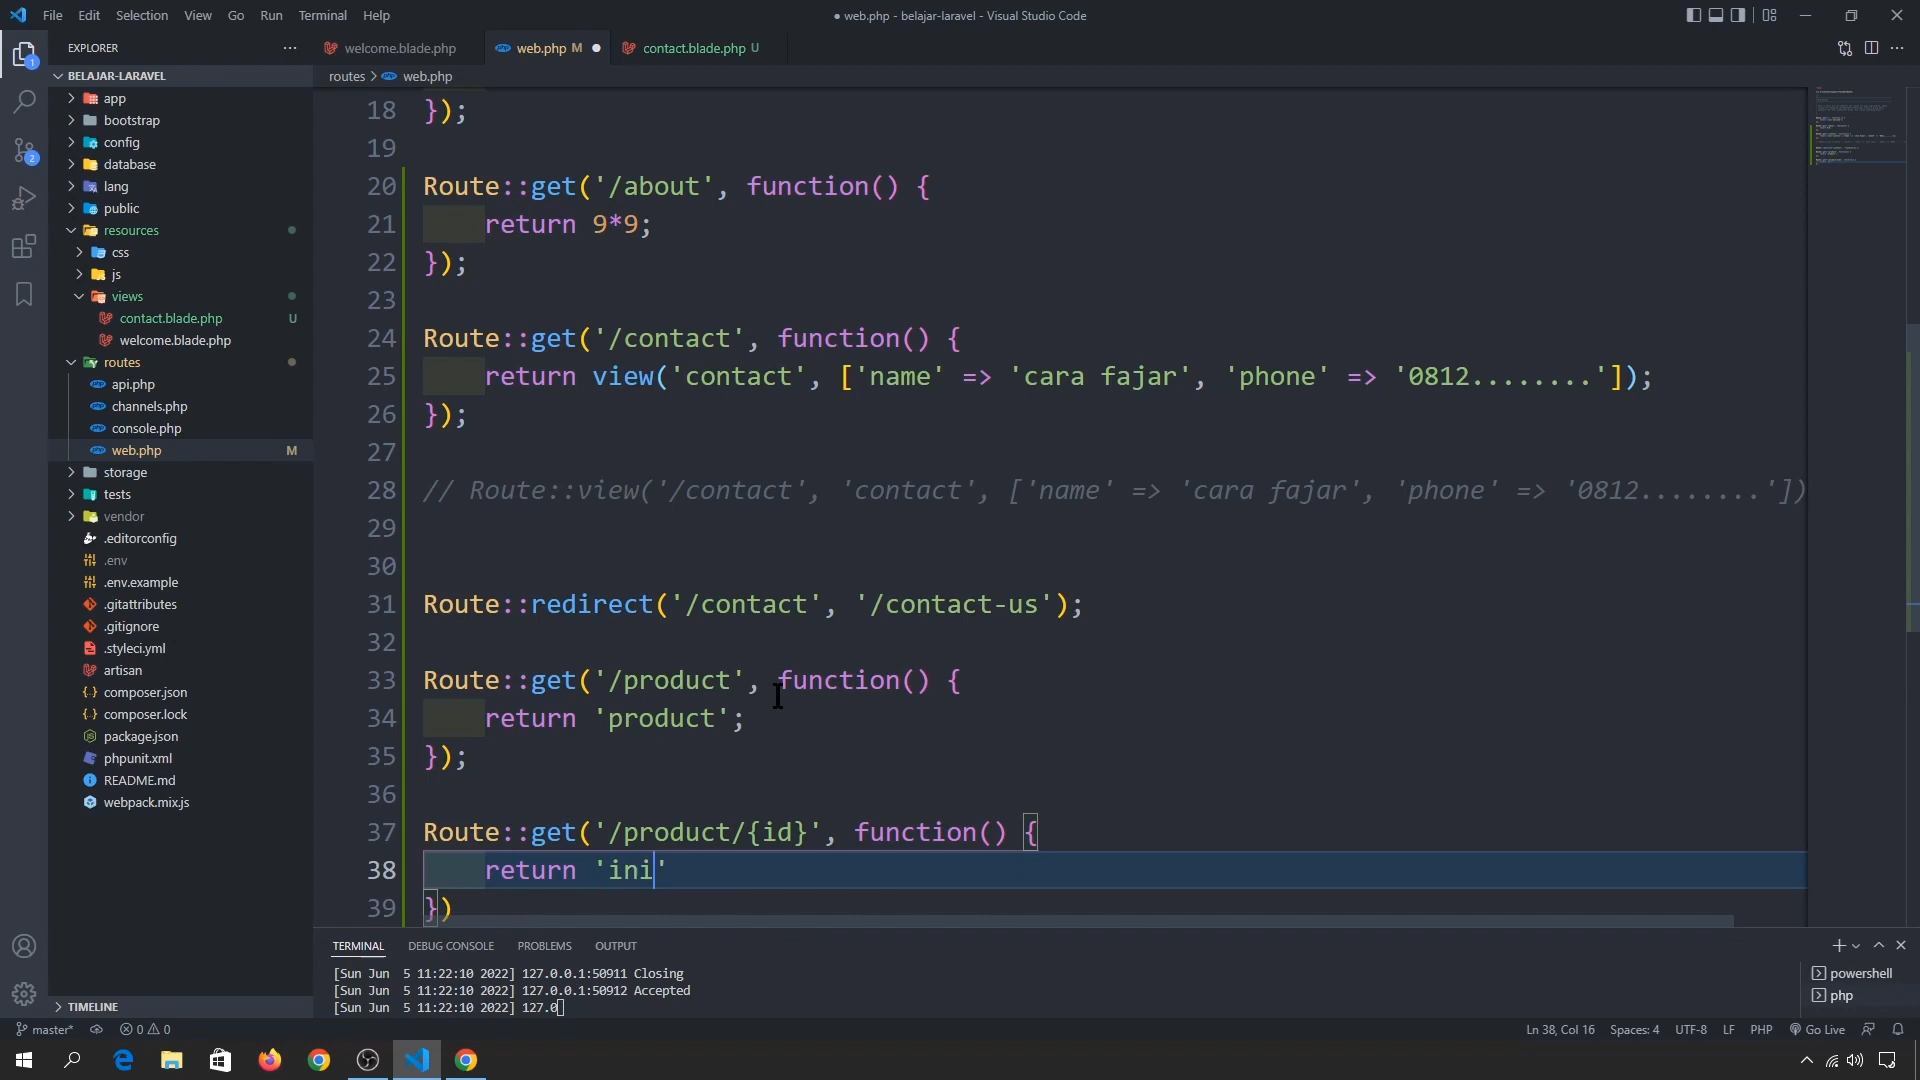 File Edit Selection View Go Run Terminal Help
● web.php - belajar-laravel - Visual Studio Code
EXPLORER
welcome.blade.php
web.php M
contact.blade.php U
BELAJAR-LARAVEL
routes > web.php
app
bootstrap
config
database
lang
public
resources
css
js
views
contact.blade.php U
welcome.blade.php
routes
api.php
channels.php
console.php
web.php M
storage
tests
vendor
.editorconfig
.env
.env.example
.gitattributes
.gitignore
.styleci.yml
artisan
composer.json
composer.lock
package.json
phpunit.xml
README.md
webpack.mix.js
TIMELINE
18 });
19
20 Route::get('/about', function() {
21 return 9*9;
22 });
23
24 Route::get('/contact', function() {
25 return view('contact', ['name' => 'cara fajar', 'phone' => '0812........']);
26 });
27
28 // Route::view('/contact', 'contact', ['name' => 'cara fajar', 'phone' => '0812........'])
29
30
31 Route::redirect('/contact', '/contact-us');
32
33 Route::get('/product', function() {
34 return 'product';
35 });
36
37 Route::get('/product/{id}', function() {
38 return 'ini'
39 })
TERMINAL DEBUG CONSOLE PROBLEMS OUTPUT
[Sun Jun  5 11:22:10 2022] 127.0.0.1:50911 Closing
[Sun Jun  5 11:22:10 2022] 127.0.0.1:50912 Accepted
[Sun Jun  5 11:22:10 2022] 127.0
powershell
php
master* 0 0
Ln 38, Col 16 Spaces: 4 UTF-8 LF PHP Go Live